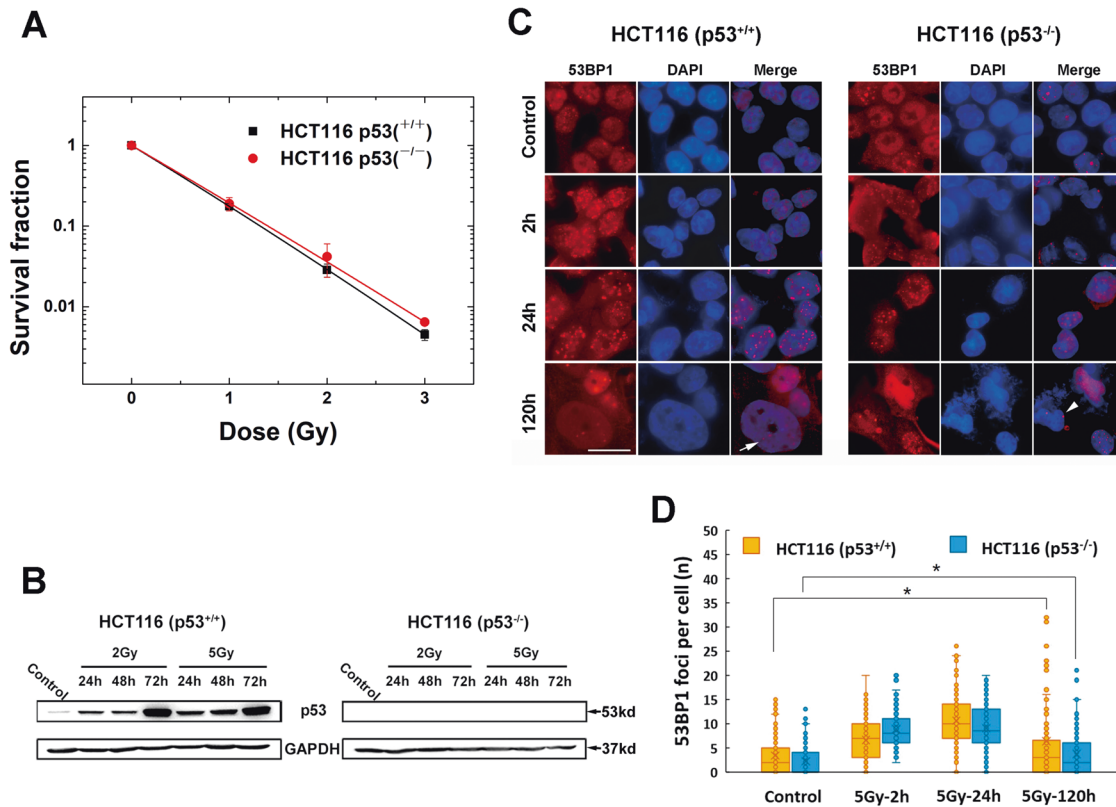 A
HCT116 p53(+/+)
HCT116 p53(−/−)
1
0.1
0.01
0
1
2
3
Survival fraction
Dose (Gy)
B
HCT116 (p53+/+)
HCT116 (p53-/-)
2Gy
5Gy
2Gy
5Gy
Control
24h
48h
72h
24h
48h
72h
Control
24h
48h
72h
24h
48h
72h
p53
53kd
GAPDH
37kd
C
HCT116 (p53+/+)
HCT116 (p53-/-)
53BP1
DAPI
Merge
53BP1
DAPI
Merge
Control
2h
24h
120h
D
HCT116 (p53+/+)
HCT116 (p53-/-)
*
*
53BP1 foci per cell (n)
50
45
40
35
30
25
20
15
10
5
0
Control
5Gy-2h
5Gy-24h
5Gy-120h